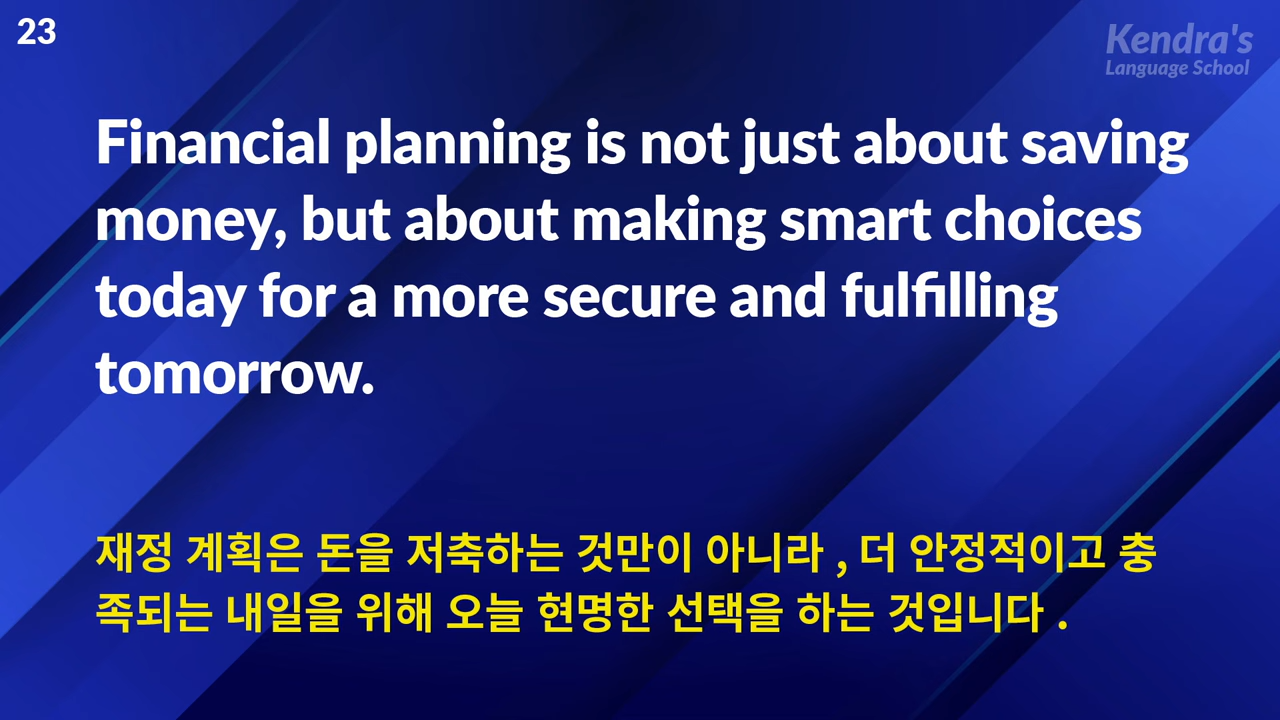 23
Kendra's
Language School
Financial planning is not just about saving
money, but about making smart choices
today for a more secure and fulfilling
tomorrow.
재정 계획은 돈을 저축하는 것만이 아니라 , 더 안정적이고 충
족되는 내일을 위해 오늘 현명한 선택을 하는 것입니다 .